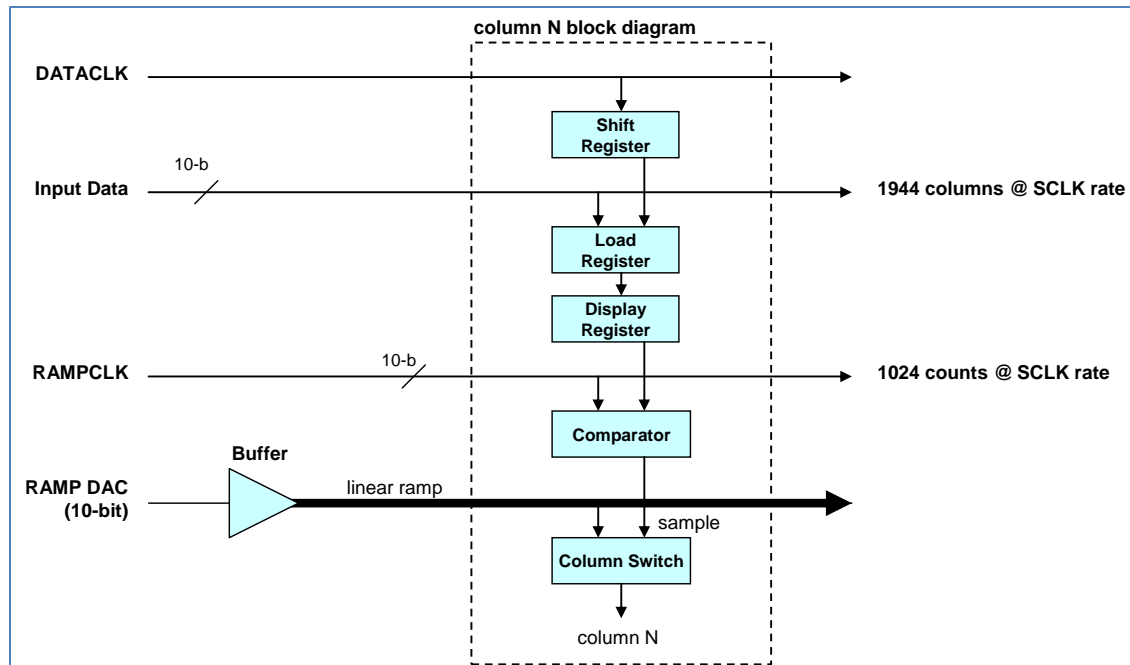 column N block diagram
DATACLK
Shift
Register
10-b
Input Data
1944 columns @ SCLK rate
Load
Register
Display
Register
10-b
RAMPCLK
1024 counts @ SCLK rate
Comparator
Buffer
RAMP DAC
(10-bit)
linear ramp
sample
Column Switch
column N